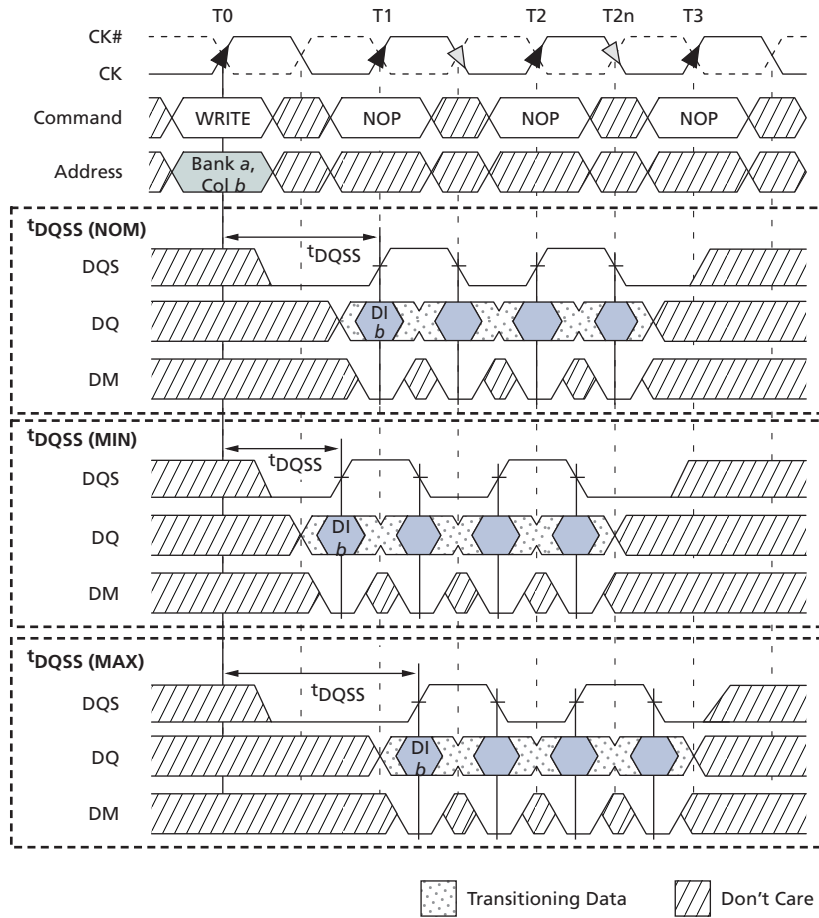 T0 T1 T2 T2n T3
CK#
CK
Command WRITE NOP NOP NOP
Address Bank a,
Col b
tDQSS (NOM)
tDQSS
DQS
DQ DI
b
DM
tDQSS (MIN)
tDQSS
DQS
DQ DI
b
DM
tDQSS (MAX)
tDQSS
DQS
DQ DI
b
DM
Transitioning Data Don't Care